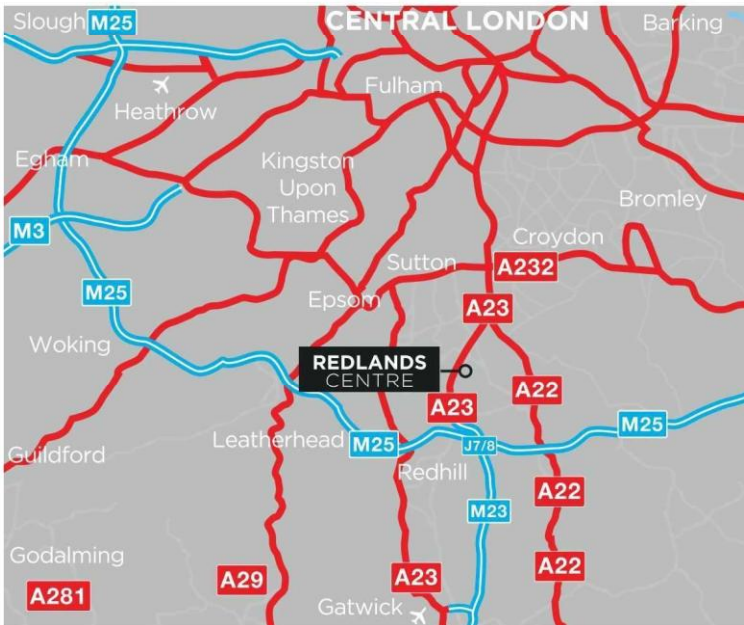 Slough
M25
CENTRAL LONDON
Barking
Heathrow
Fulham
Egham
Kingston
Upon
Thames
Bromley
M3
Croydon
Sutton
A232
M25
Epsom
A23
Woking
REDLANDS
CENTRE
A22
A23
M25
Leatherhead
M25
J7/8
Guildford
Redhill
A22
M23
Godalming
A22
A29
A23
A281
Gatwick